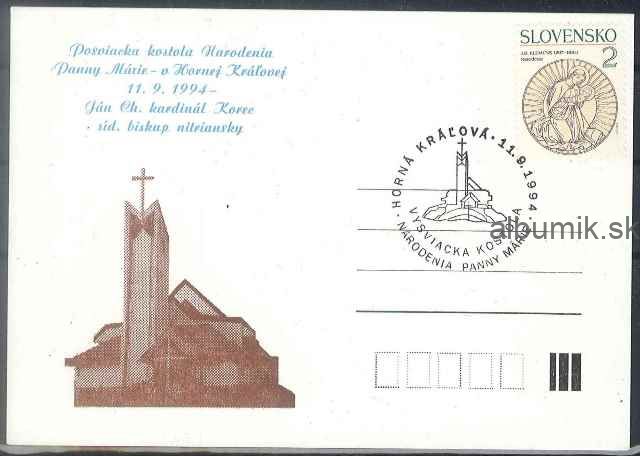 Posviacka kostola Narodenia
Panny Márie - v Hornej Kráľovej
11. 9. 1994 -
Ján Ch. kardinál Korec
· síd. biskup nitriansky
SLOVENSKO
Narodenie
2
HORNÁ KRÁĽOVÁ · 11.9.1994 ·
VYSVIACKA KOSTOLA
NARODENIA PANNY MÁRIE
albumik.sk